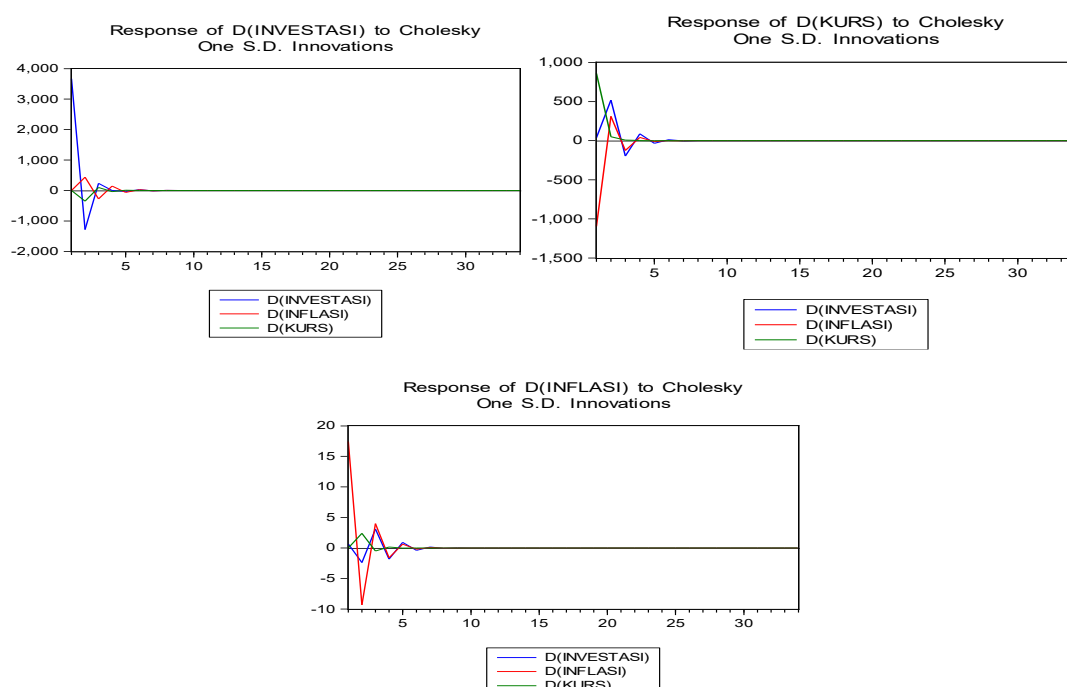 Response of D(INVESTASI) to Cholesky
One S.D. Innovations
4,000
3,000
2,000
1,000
0
-1,000
-2,000
5 10 15 20 25 30
D(INVESTASI)
D(INFLASI)
D(KURS)
Response of D(KURS) to Cholesky
One S.D. Innovations
1,000
500
0
-500
-1,000
-1,500
5 10 15 20 25 30
D(INVESTASI)
D(INFLASI)
D(KURS)
Response of D(INFLASI) to Cholesky
One S.D. Innovations
20
15
10
5
0
-5
-10
5 10 15 20 25 30
D(INVESTASI)
D(INFLASI)
D(KURS)